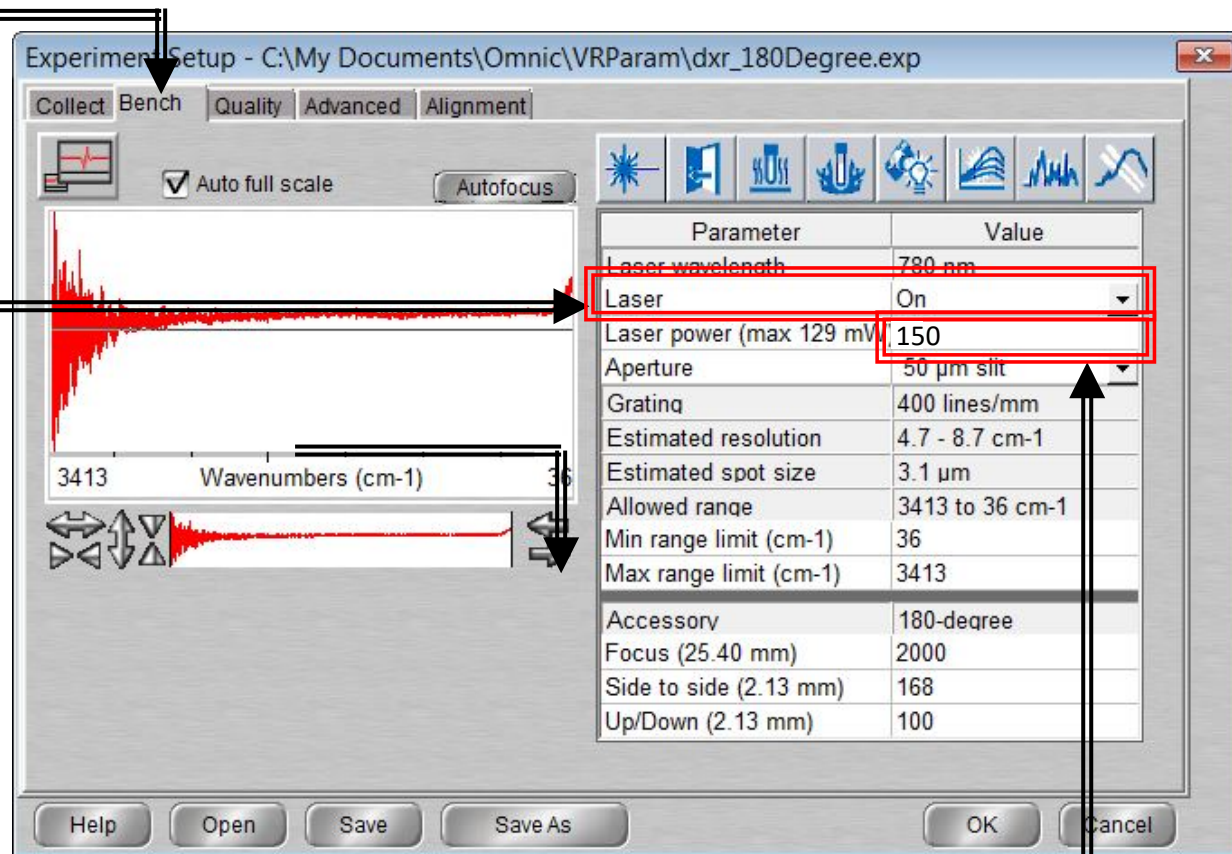 Experiment Setup - C:\My Documents\Omnic\VRParam\dxr_180Degree.exp
Collect Bench Quality Advanced Alignment
Auto full scale Autofocus
3413 Wavenumbers (cm-1) 36
Parameter Value
Laser wavelength 780 nm
Laser On
Laser power (max 129 mW) 150
Aperture 50 µm slit
Grating 400 lines/mm
Estimated resolution 4.7 - 8.7 cm-1
Estimated spot size 3.1 µm
Allowed range 3413 to 36 cm-1
Min range limit (cm-1) 36
Max range limit (cm-1) 3413
Accessory 180-degree
Focus (25.40 mm) 2000
Side to side (2.13 mm) 168
Up/Down (2.13 mm) 100
Help Open Save Save As OK Cancel